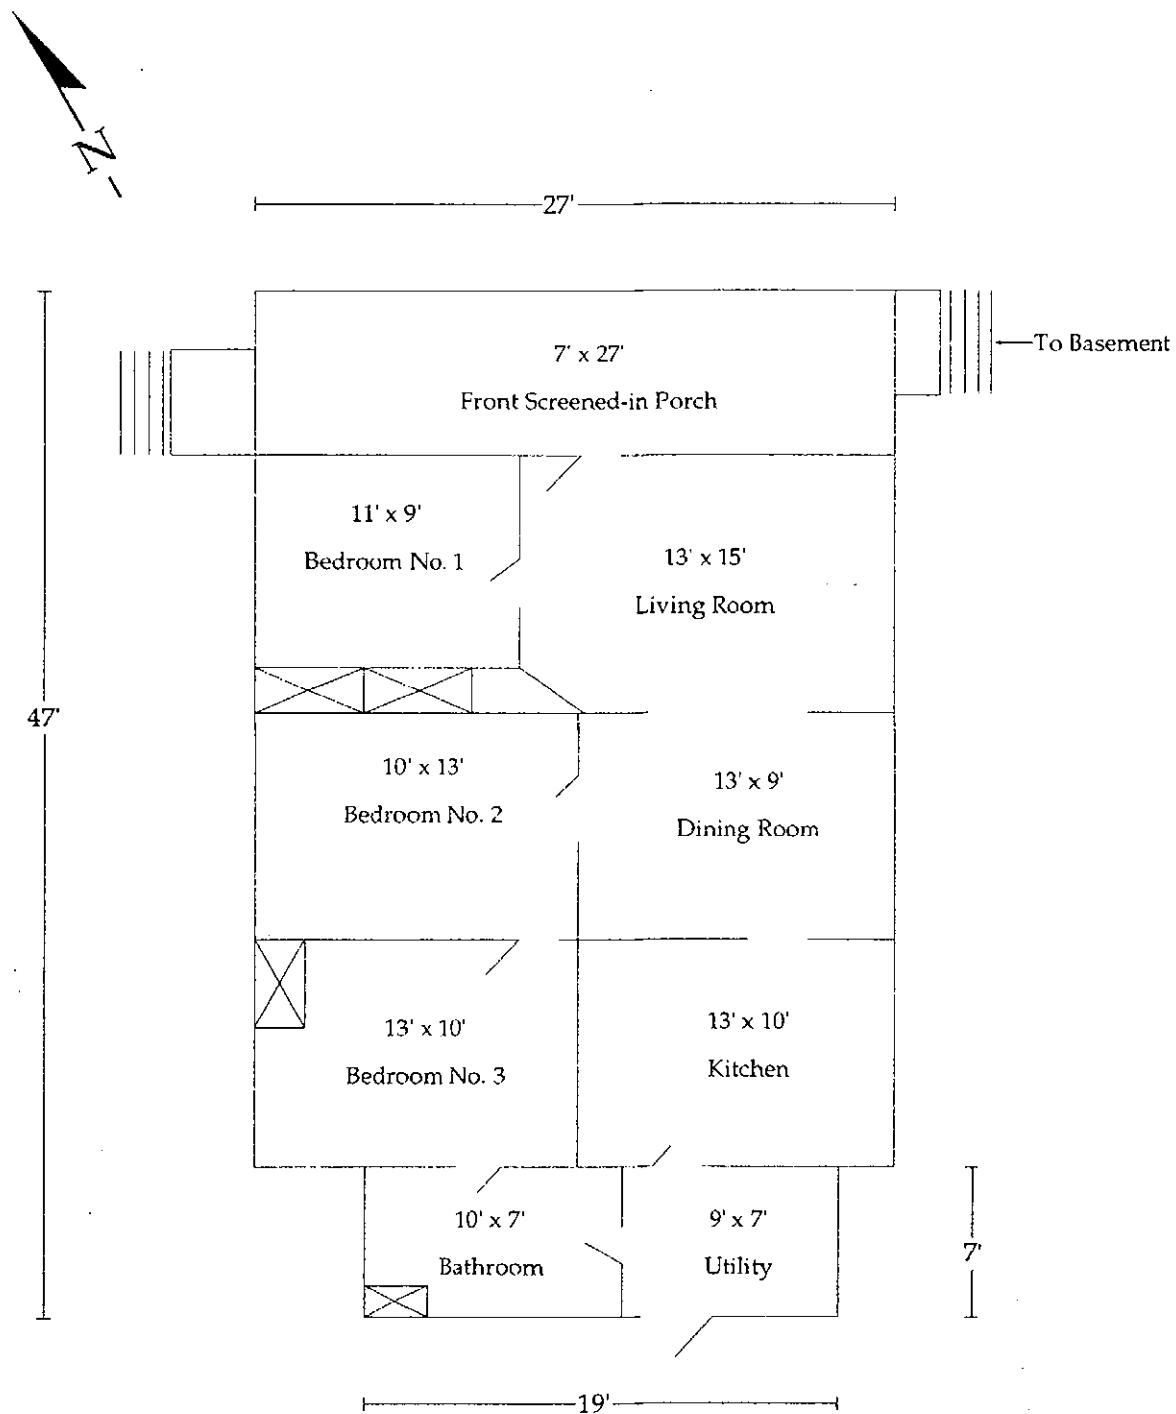 N
27'
7' x 27'
To Basement
Front Screened-in Porch
11' x 9'
Bedroom No. 1
13' x 15'
Living Room
47'
10' x 13'
Bedroom No. 2
13' x 9'
Dining Room
13' x 10'
Bedroom No. 3
13' x 10'
Kitchen
10' x 7'
Bathroom
9' x 7'
Utility
7'
19'